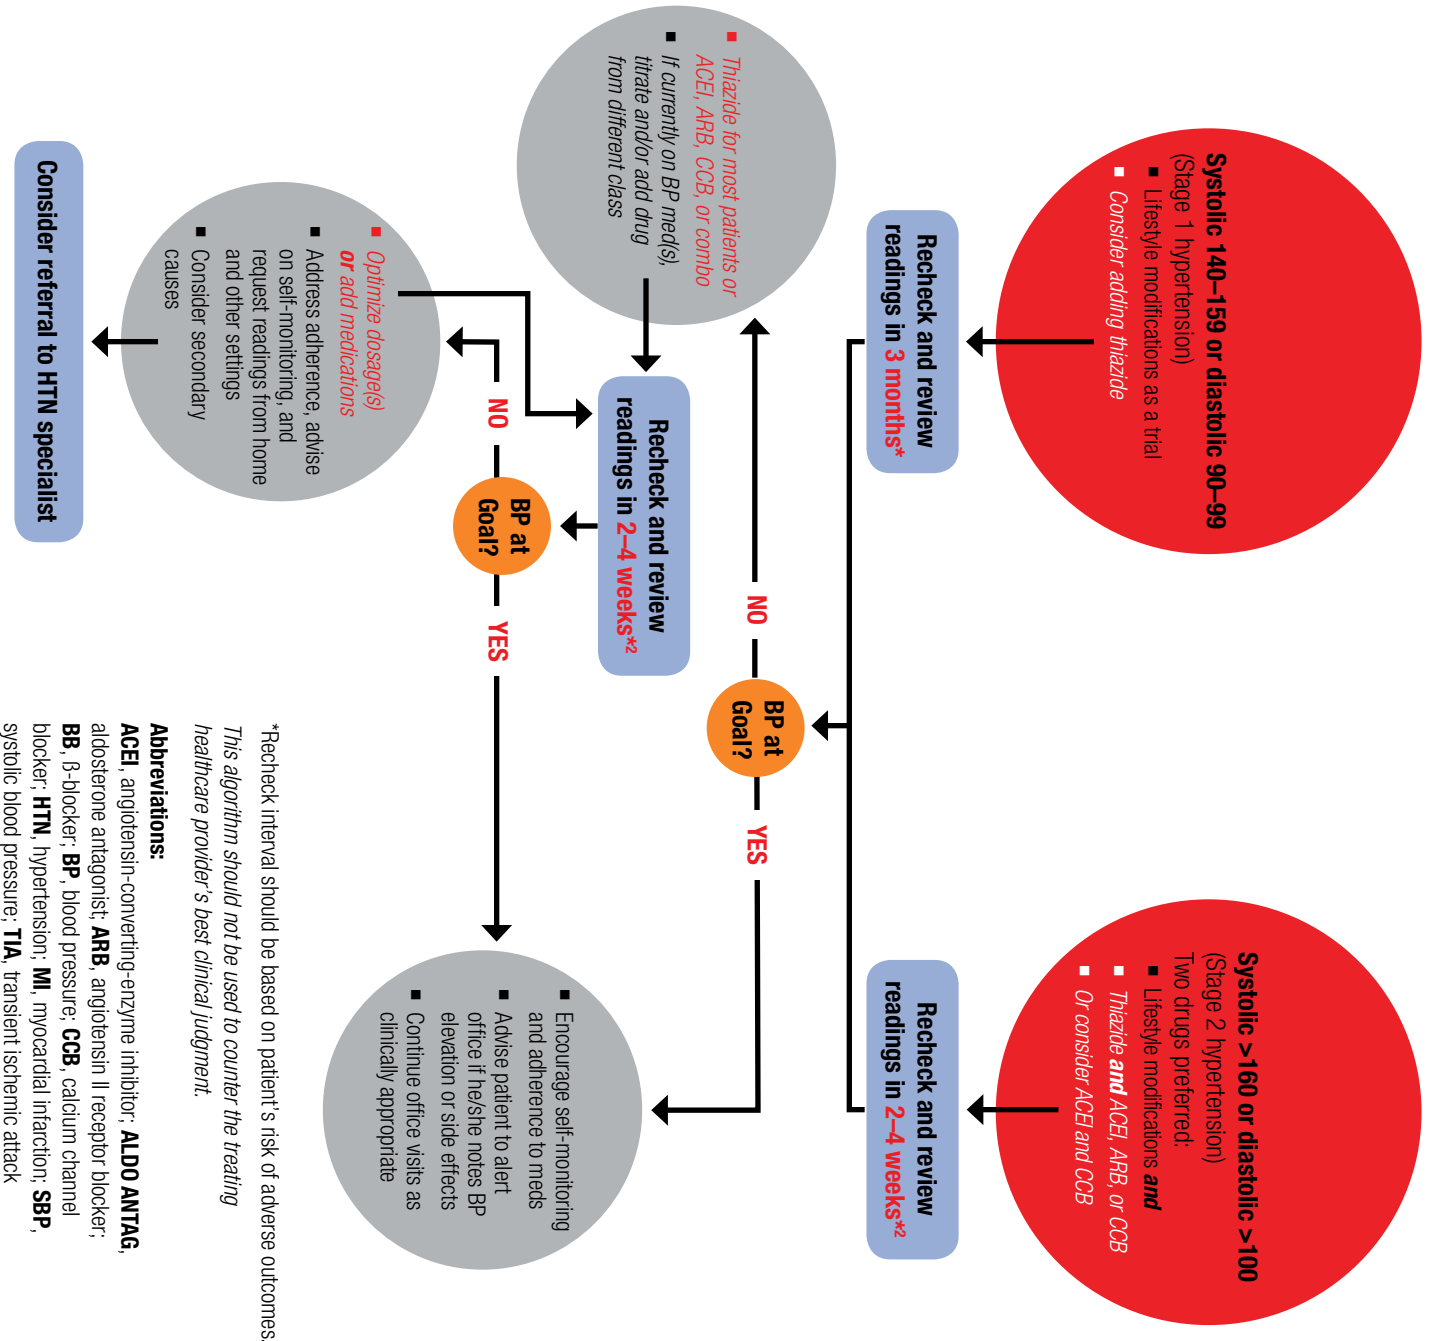 Systolic 140–159 or diastolic 90–99
(Stage 1 hypertension)
■ Lifestyle modifications as a trial
■ Consider adding thiazide
Systolic >160 or diastolic >100
(Stage 2 hypertension)
Two drugs preferred:
■ Lifestyle modifications and
■ Thiazide and ACEI, ARB, or CCB
■ Or consider ACEI and CCB
Recheck and review
readings in 3 months*
Recheck and review
readings in 2–4 weeks*2
BP at
Goal?
NO
YES
■ Thiazide for most patients or
ACEI, ARB, CCB, or combo
■ If currently on BP med(s),
titrate and/or add drug
from different class
Recheck and review
readings in 2–4 weeks*2
BP at
Goal?
NO
YES
■ Encourage self-monitoring
and adherence to meds
■ Advise patient to alert
office if he/she notes BP
elevation or side effects
■ Continue office visits as
clinically appropriate
■ Optimize dosage(s)
or add medications
■ Address adherence, advise
on self-monitoring, and
request readings from home
and other settings
■ Consider secondary
causes
Consider referral to HTN specialist
*Recheck interval should be based on patient's risk of adverse outcomes.
This algorithm should not be used to counter the treating
healthcare provider's best clinical judgment.
Abbreviations:
ACEI, angiotensin-converting-enzyme inhibitor; ALDO ANTAG,
aldosterone antagonist; ARB, angiotensin II receptor blocker;
BB, β-blocker; BP, blood pressure; CCB, calcium channel
blocker; HTN, hypertension; MI, myocardial infarction; SBP,
systolic blood pressure; TIA, transient ischemic attack